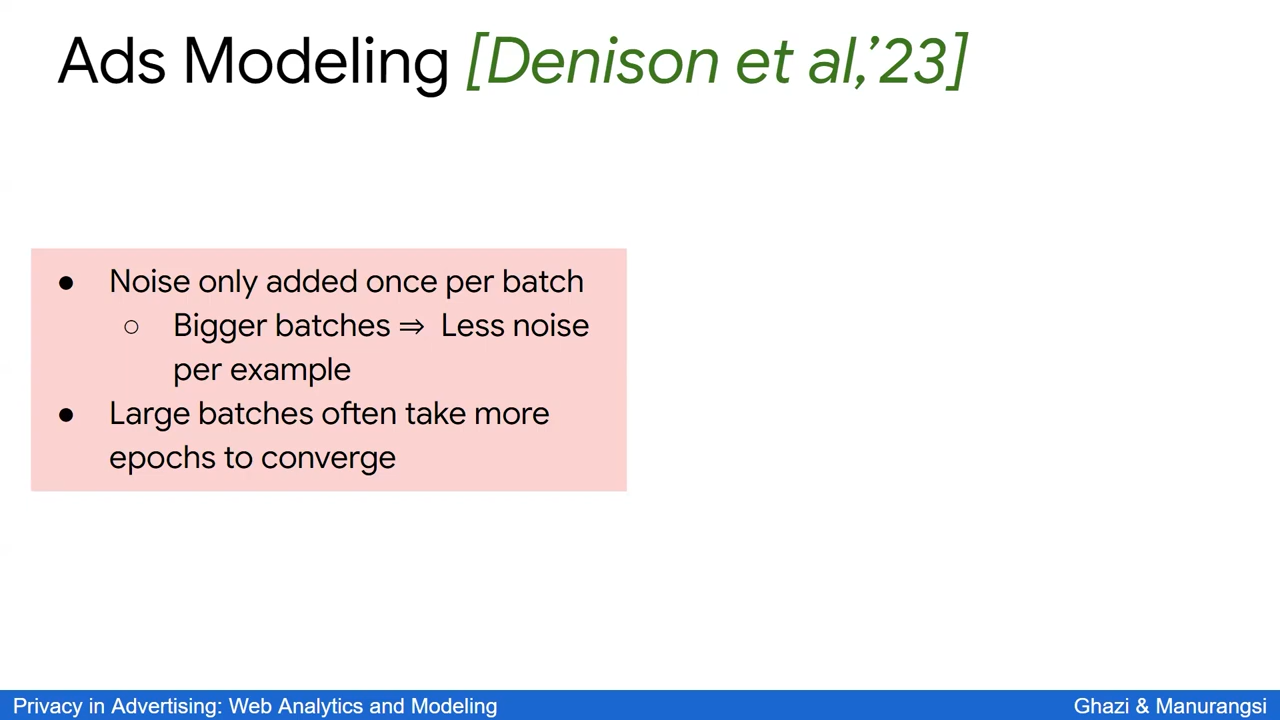 Ads Modeling [Denison et al,’23]
● Noise only added once per batch
○ Bigger batches ⇒ Less noise
per example
● Large batches often take more
epochs to converge
Privacy in Advertising: Web Analytics and Modeling
Ghazi & Manurangsi